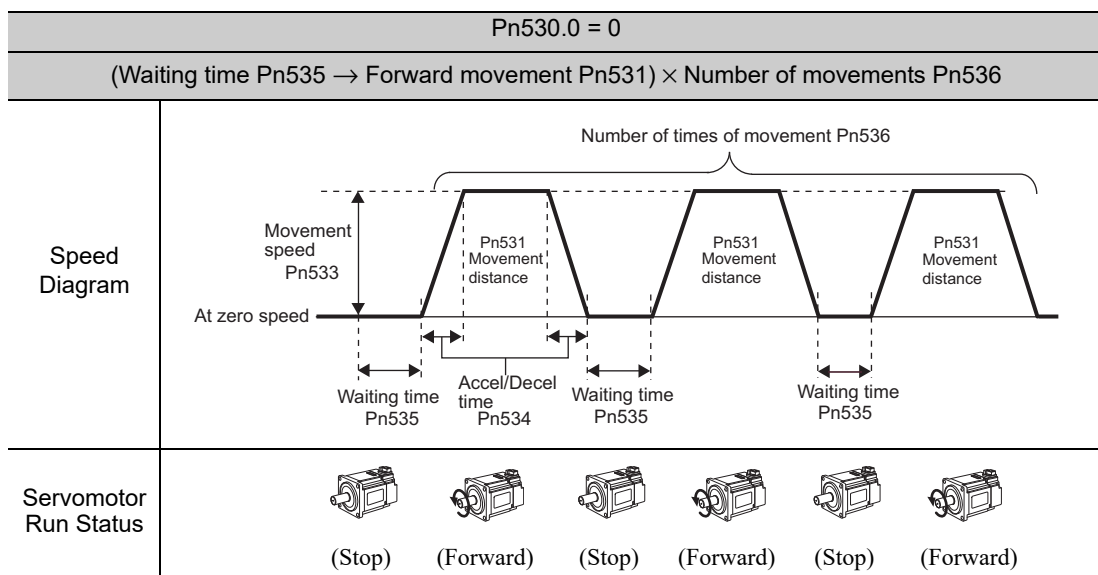 Pn530.0 = 0
(Waiting time Pn535 → Forward movement Pn531) × Number of movements Pn536
Speed
Diagram
Number of times of movement Pn536
Movement
speed
Pn533
Pn531
Movement
distance
Pn531
Movement
distance
Pn531
Movement
distance
At zero speed
Waiting time
Pn535
Accel/Decel
time
Pn534
Waiting time
Pn535
Waiting time
Pn535
Servomotor
Run Status
(Stop) (Forward) (Stop) (Forward) (Stop) (Forward)